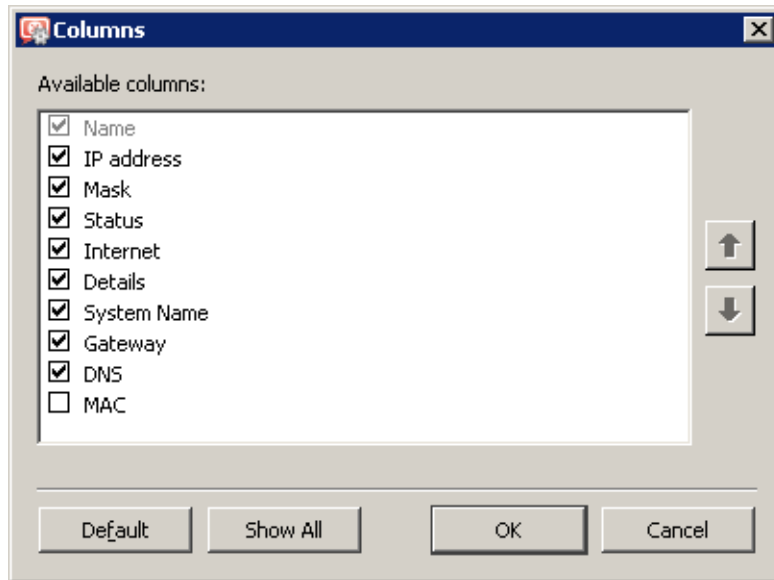 Columns
Available columns:
Name
IP address
Mask
Status
Internet
Details
System Name
Gateway
DNS
MAC
Default
Show All
OK
Cancel